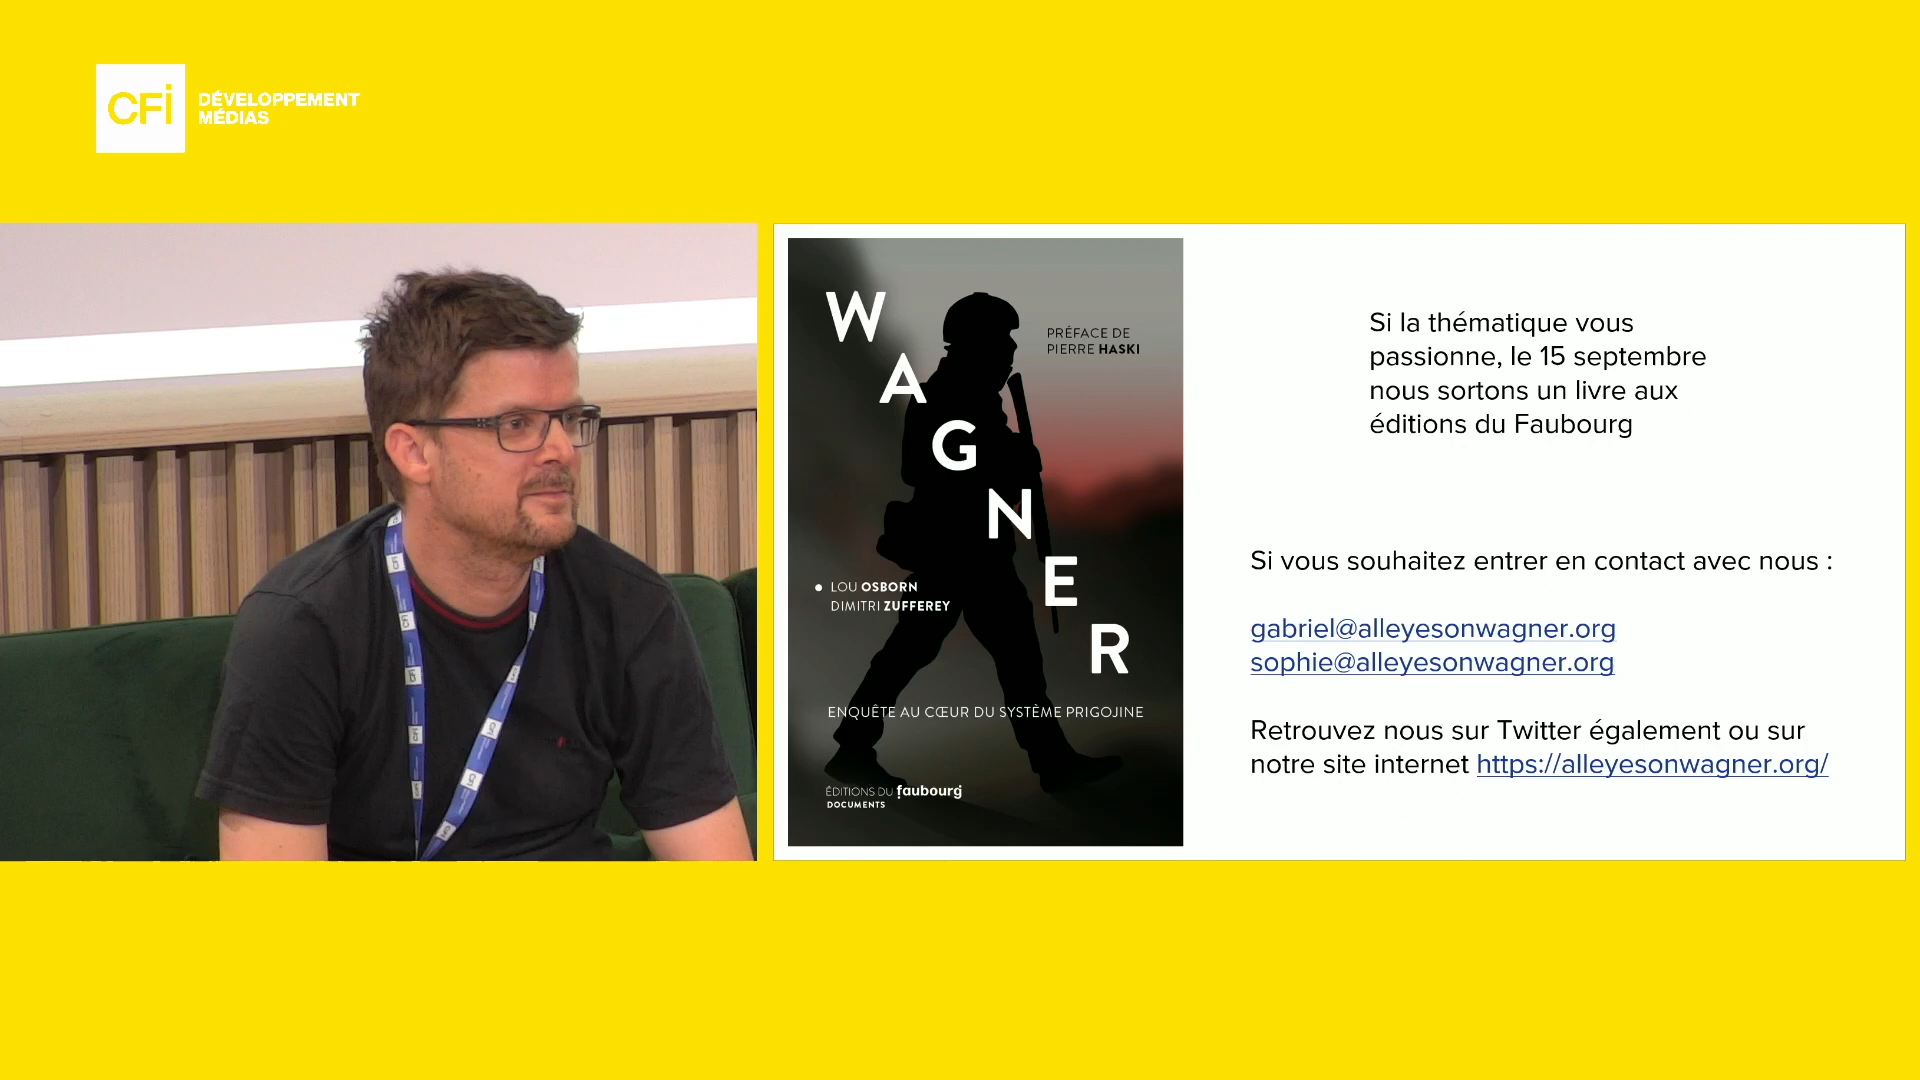 CFi
DÉVELOPPEMENT
MÉDIAS
WAGNER
PRÉFACE DE
PIERRE HASKI
LOU OSBORN
DIMITRI ZUFFEREY
ENQUÊTE AU CŒUR DU SYSTÈME PRIGOJINE
ÉDITIONS DU faubourg
DOCUMENTS
Si la thématique vous
passionne, le 15 septembre
nous sortons un livre aux
éditions du Faubourg
Si vous souhaitez entrer en contact avec nous :
gabriel@alleyesonwagner.org
sophie@alleyesonwagner.org
Retrouvez nous sur Twitter également ou sur
notre site internet https://alleyesonwagner.org/